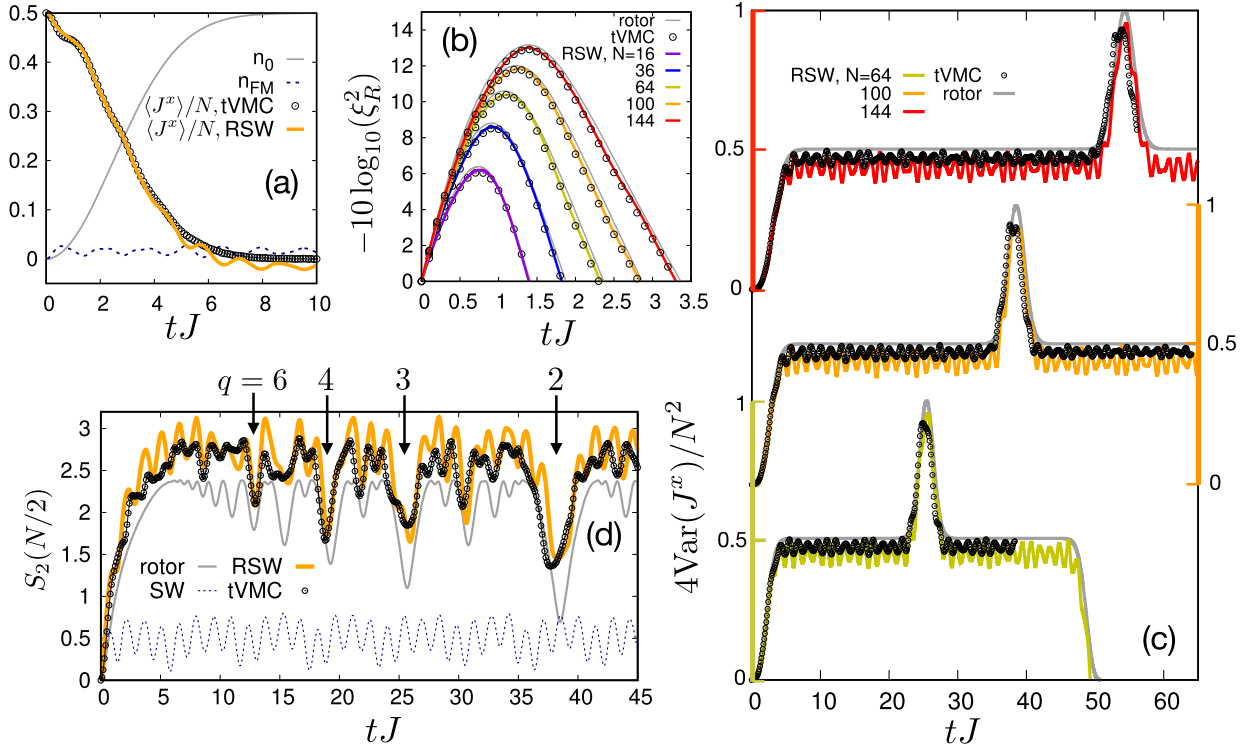 0.5
0.4
0.3
0.2
0.1
0
0 2 4 6 8 10
tJ
n₀
n_FM
⟨Jˣ⟩/N, tVMC
⟨Jˣ⟩/N, RSW
(a)
14
12
10
8
6
4
2
0
0 0.5 1 1.5 2 2.5 3 3.5
tJ
−10 log₁₀(ξ²_R)
(b)
rotor
tVMC
RSW, N=16
36
64
100
144
1
0.5
0
1
0.5
0
1
0.5
0
0 10 20 30 40 50 60
tJ
4Var(Jˣ)/N²
RSW, N=64 tVMC
100 rotor
144
(c)
q = 6 4 3 2
3
2.5
2
1.5
1
0.5
0
0 5 10 15 20 25 30 35 40 45
tJ
S₂(N/2)
rotor RSW
SW tVMC
(d)